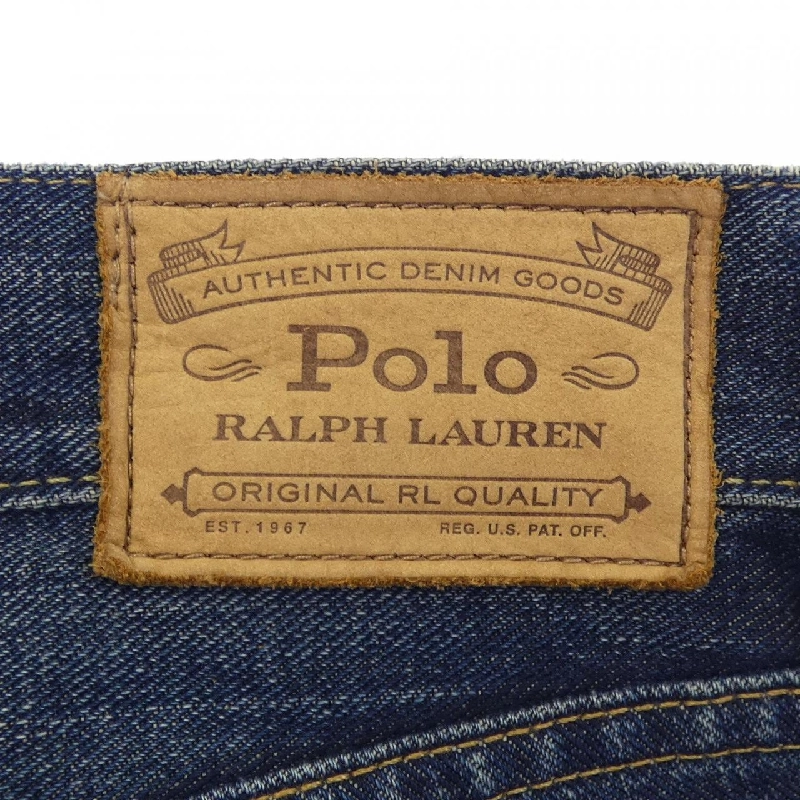 AUTHENTIC DENIM GOODS
Polo
RALPH LAUREN
ORIGINAL RL QUALITY
EST. 1967 REG. U.S. PAT. OFF.